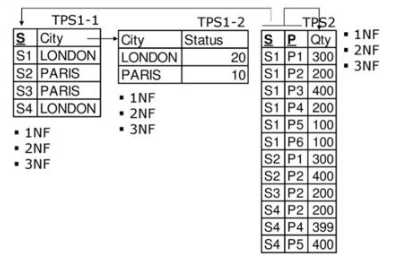 TPS1-1
S City
S1 LONDON
S2 PARIS
S3 PARIS
S4 LONDON
▪ 1NF
▪ 2NF
▪ 3NF
TPS1-2
City Status
LONDON 20
PARIS 10
▪ 1NF
▪ 2NF
▪ 3NF
TPS2
S P Qty
S1 P1 300
S1 P2 200
S1 P3 400
S1 P4 200
S1 P5 100
S1 P6 100
S2 P1 300
S2 P2 400
S3 P2 200
S4 P2 200
S4 P4 399
S4 P5 400
▪ 1NF
▪ 2NF
▪ 3NF